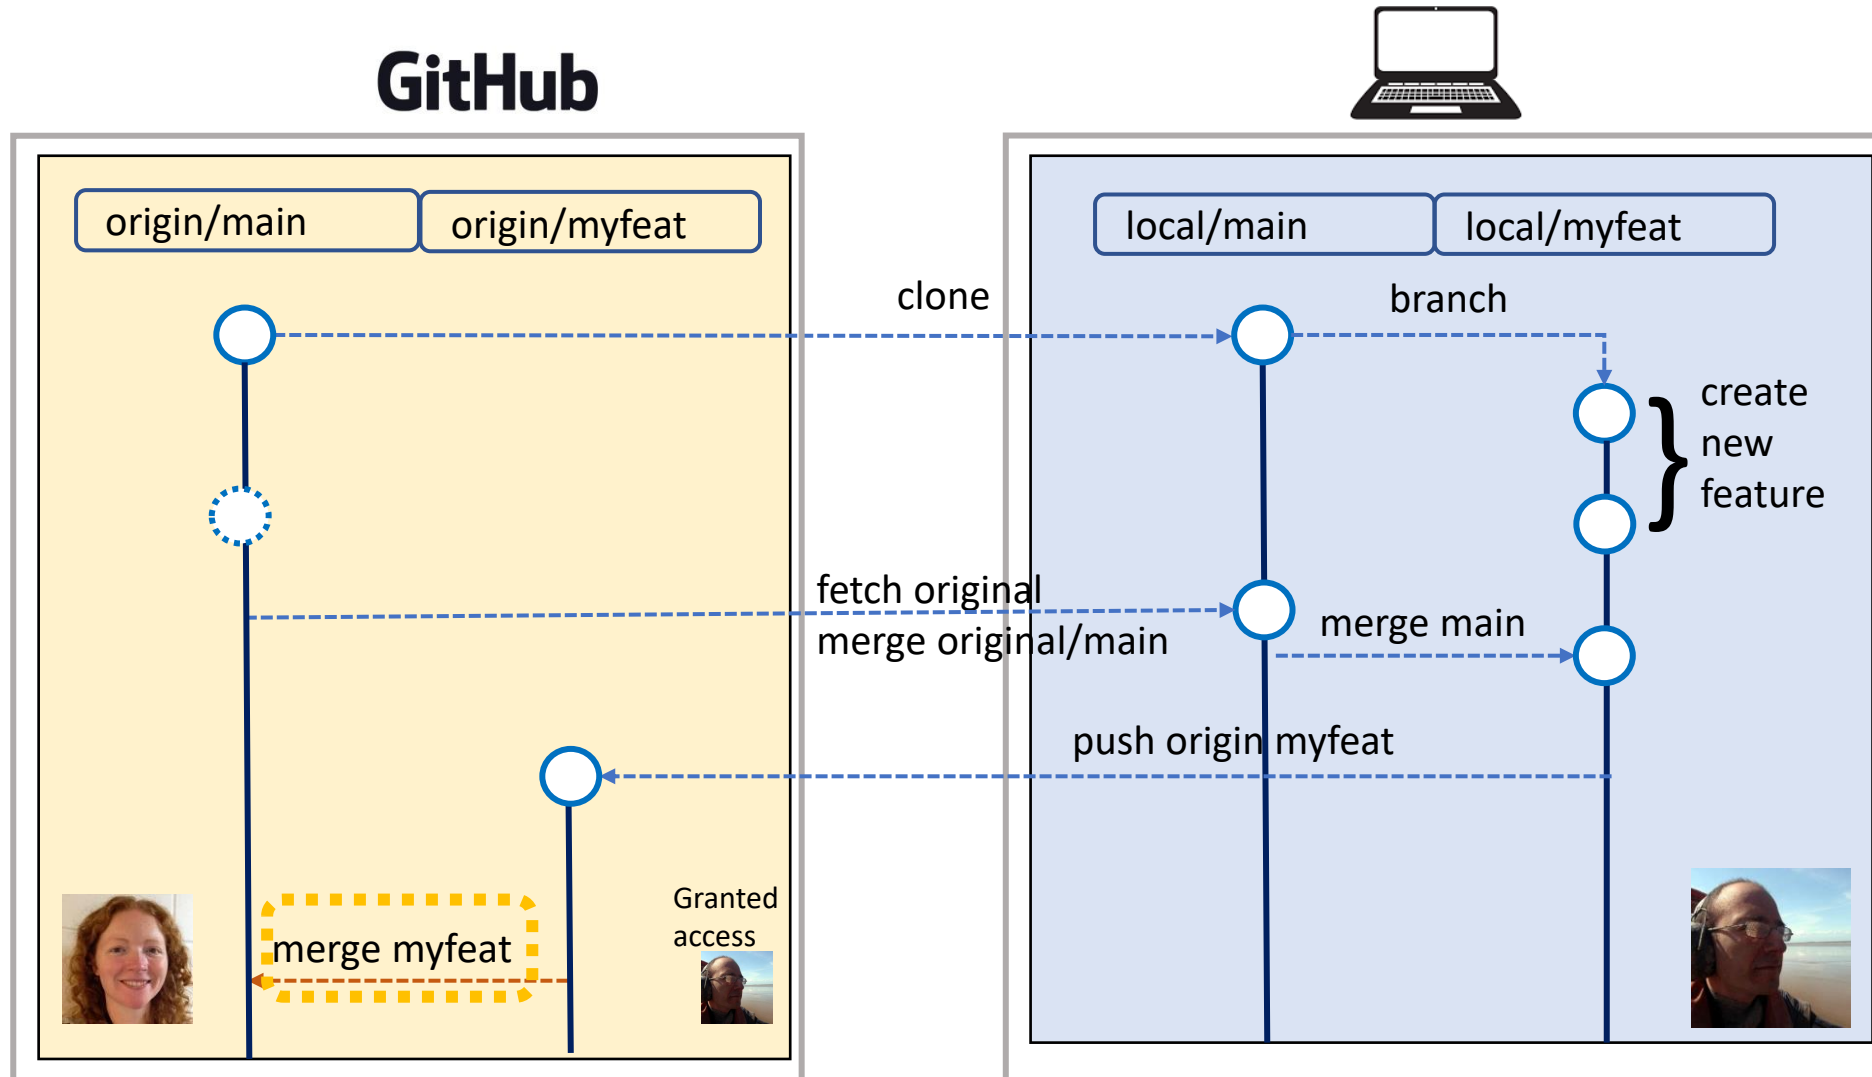 GitHub
origin/main
origin/myfeat
local/main
local/myfeat
clone
branch
create
new
feature
fetch original
merge original/main
merge main
push origin myfeat
Granted
access
merge myfeat